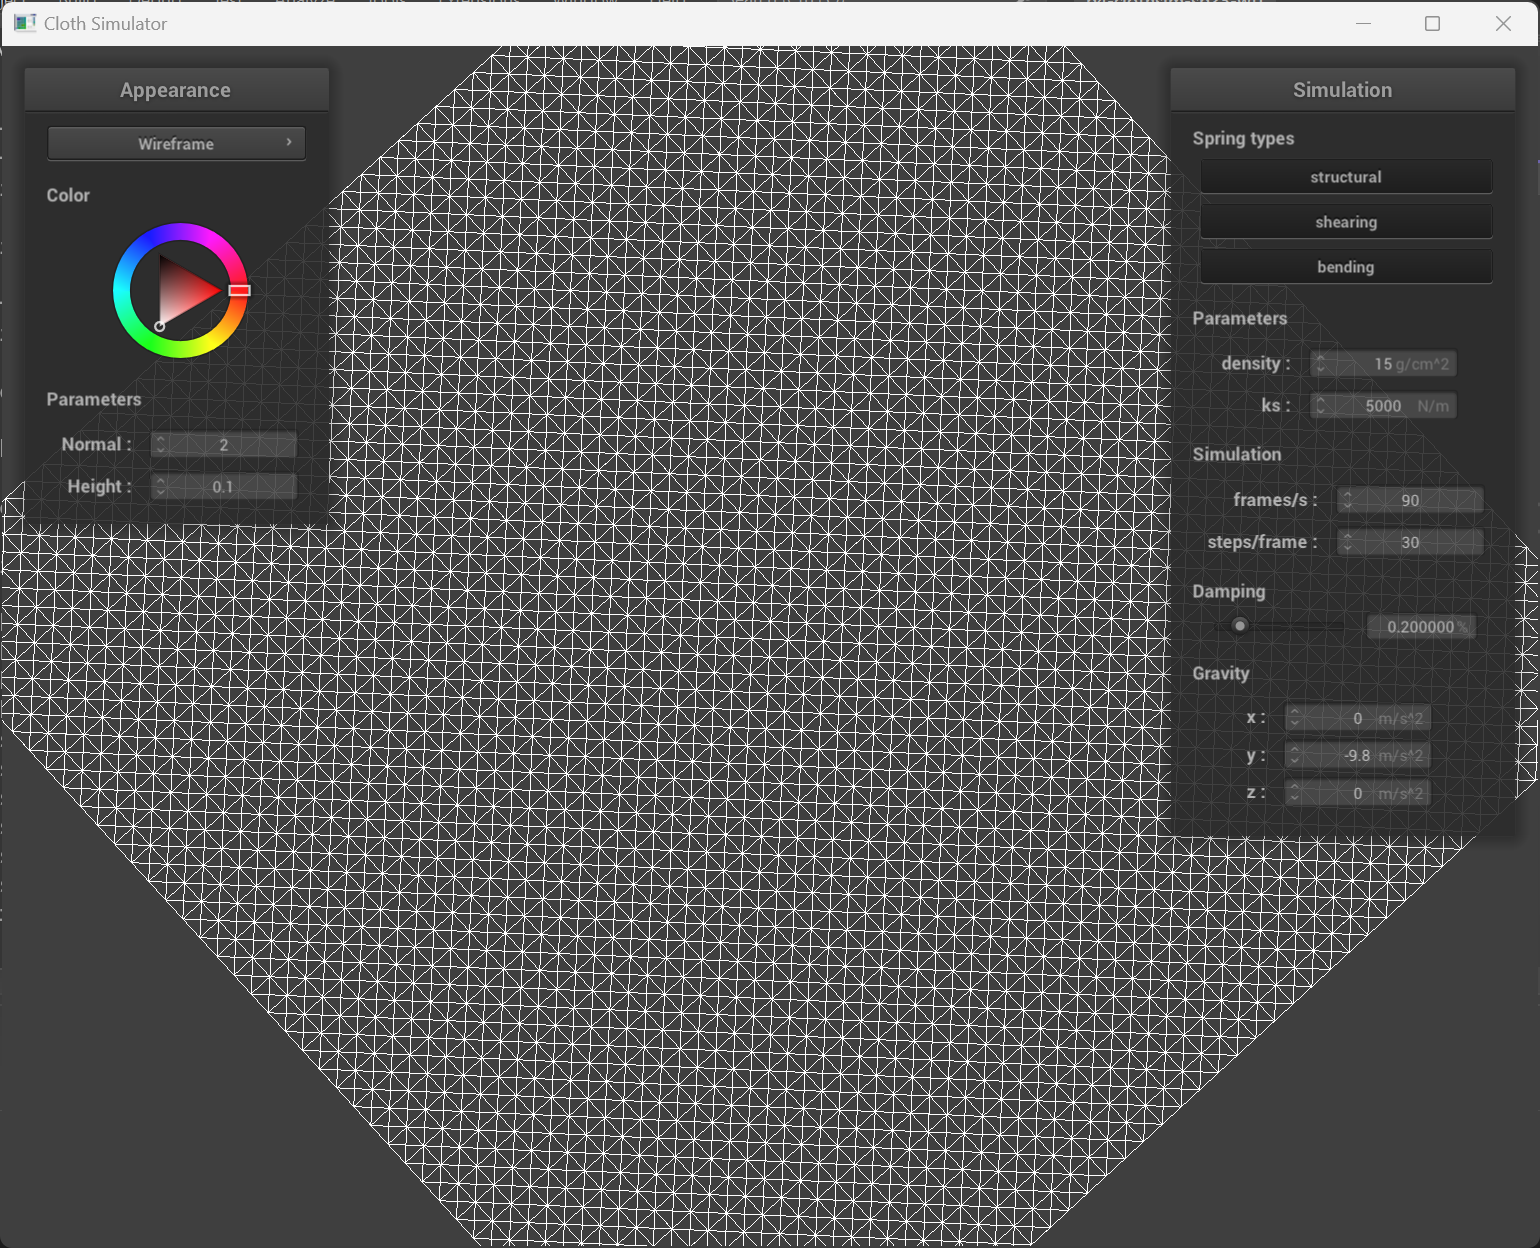 Cloth Simulator
Appearance
Wireframe
Color
Parameters
Normal : 2
Height : 0.1
Simulation
Spring types
structural
shearing
bending
Parameters
density : 15 g/cm^2
ks : 5000 N/m
Simulation
frames/s : 90
steps/frame : 30
Damping
0.200000 %
Gravity
x : 0 m/s^2
y : -9.8 m/s^2
z : 0 m/s^2